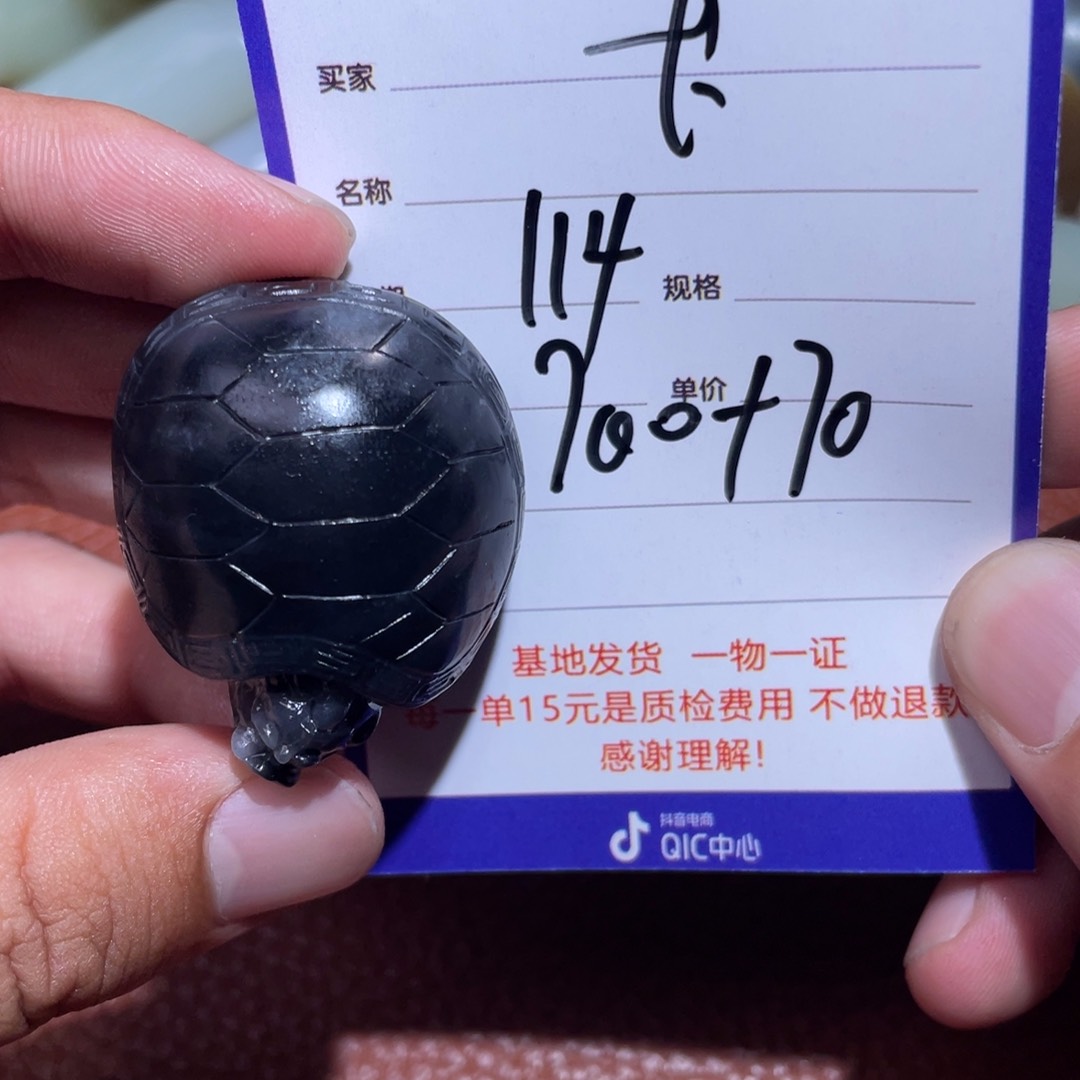 买家
名称
114
规格
单价
700+70
基地发货 一物一证
每一单15元是质检费用 不做退款
感谢理解!
抖音电商
QIC中心